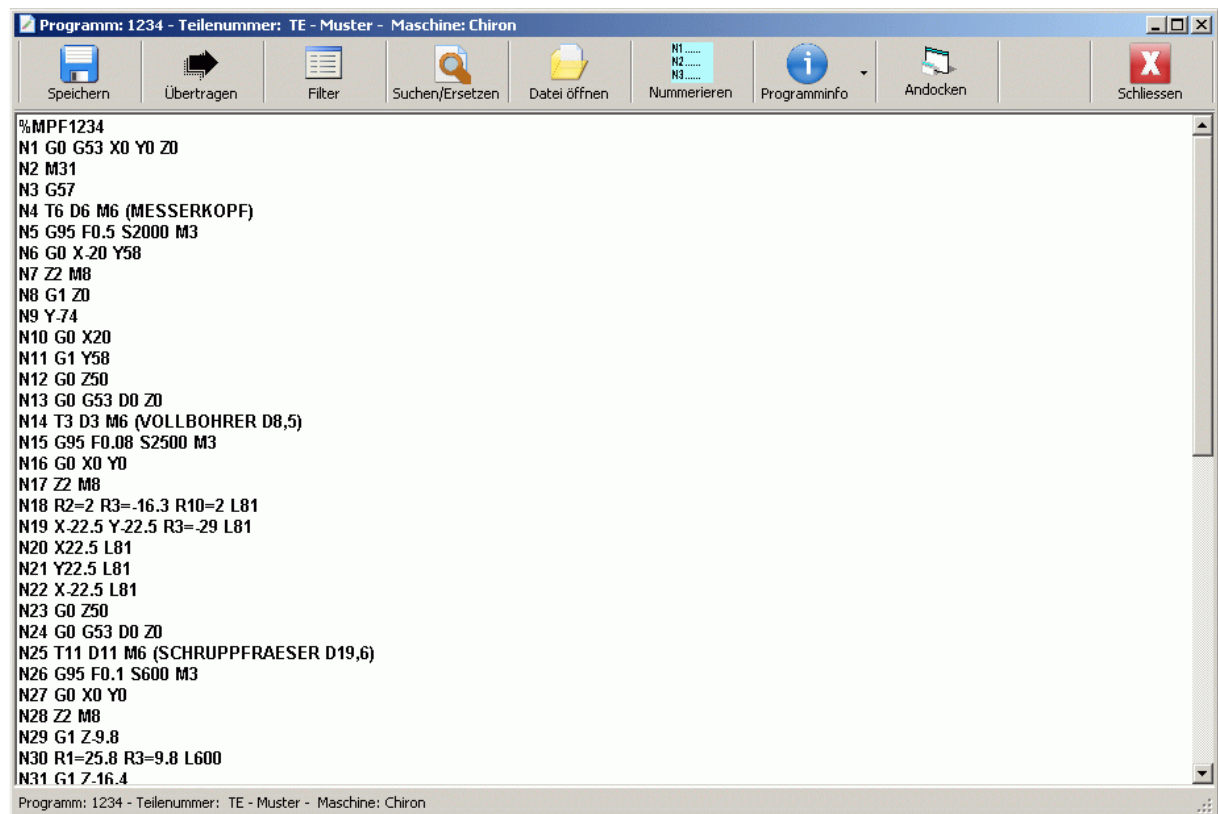 Programm: 1234 - Teilenummer:  TE - Muster -  Maschine: Chiron
Speichern Übertragen Filter Suchen/Ersetzen Datei öffnen N1 ...... N2...... N3...... Nummerieren Programminfo Andocken Schliessen
%MPF1234
N1 G0 G53 X0 Y0 Z0
N2 M31
N3 G57
N4 T6 D6 M6 (MESSERKOPF)
N5 G95 F0.5 S2000 M3
N6 G0 X-20 Y58
N7 Z2 M8
N8 G1 Z0
N9 Y-74
N10 G0 X20
N11 G1 Y58
N12 G0 Z50
N13 G0 G53 D0 Z0
N14 T3 D3 M6 (VOLLBOHRER D8,5)
N15 G95 F0.08 S2500 M3
N16 G0 X0 Y0
N17 Z2 M8
N18 R2=2 R3=-16.3 R10=2 L81
N19 X-22.5 Y-22.5 R3=-29 L81
N20 X22.5 L81
N21 Y22.5 L81
N22 X-22.5 L81
N23 G0 Z50
N24 G0 G53 D0 Z0
N25 T11 D11 M6 (SCHRUPPFRAESER D19,6)
N26 G95 F0.1 S600 M3
N27 G0 X0 Y0
N28 Z2 M8
N29 G1 Z-9.8
N30 R1=25.8 R3=9.8 L600
N31 G1 Z-16.4
Programm: 1234 - Teilenummer:  TE - Muster -  Maschine: Chiron